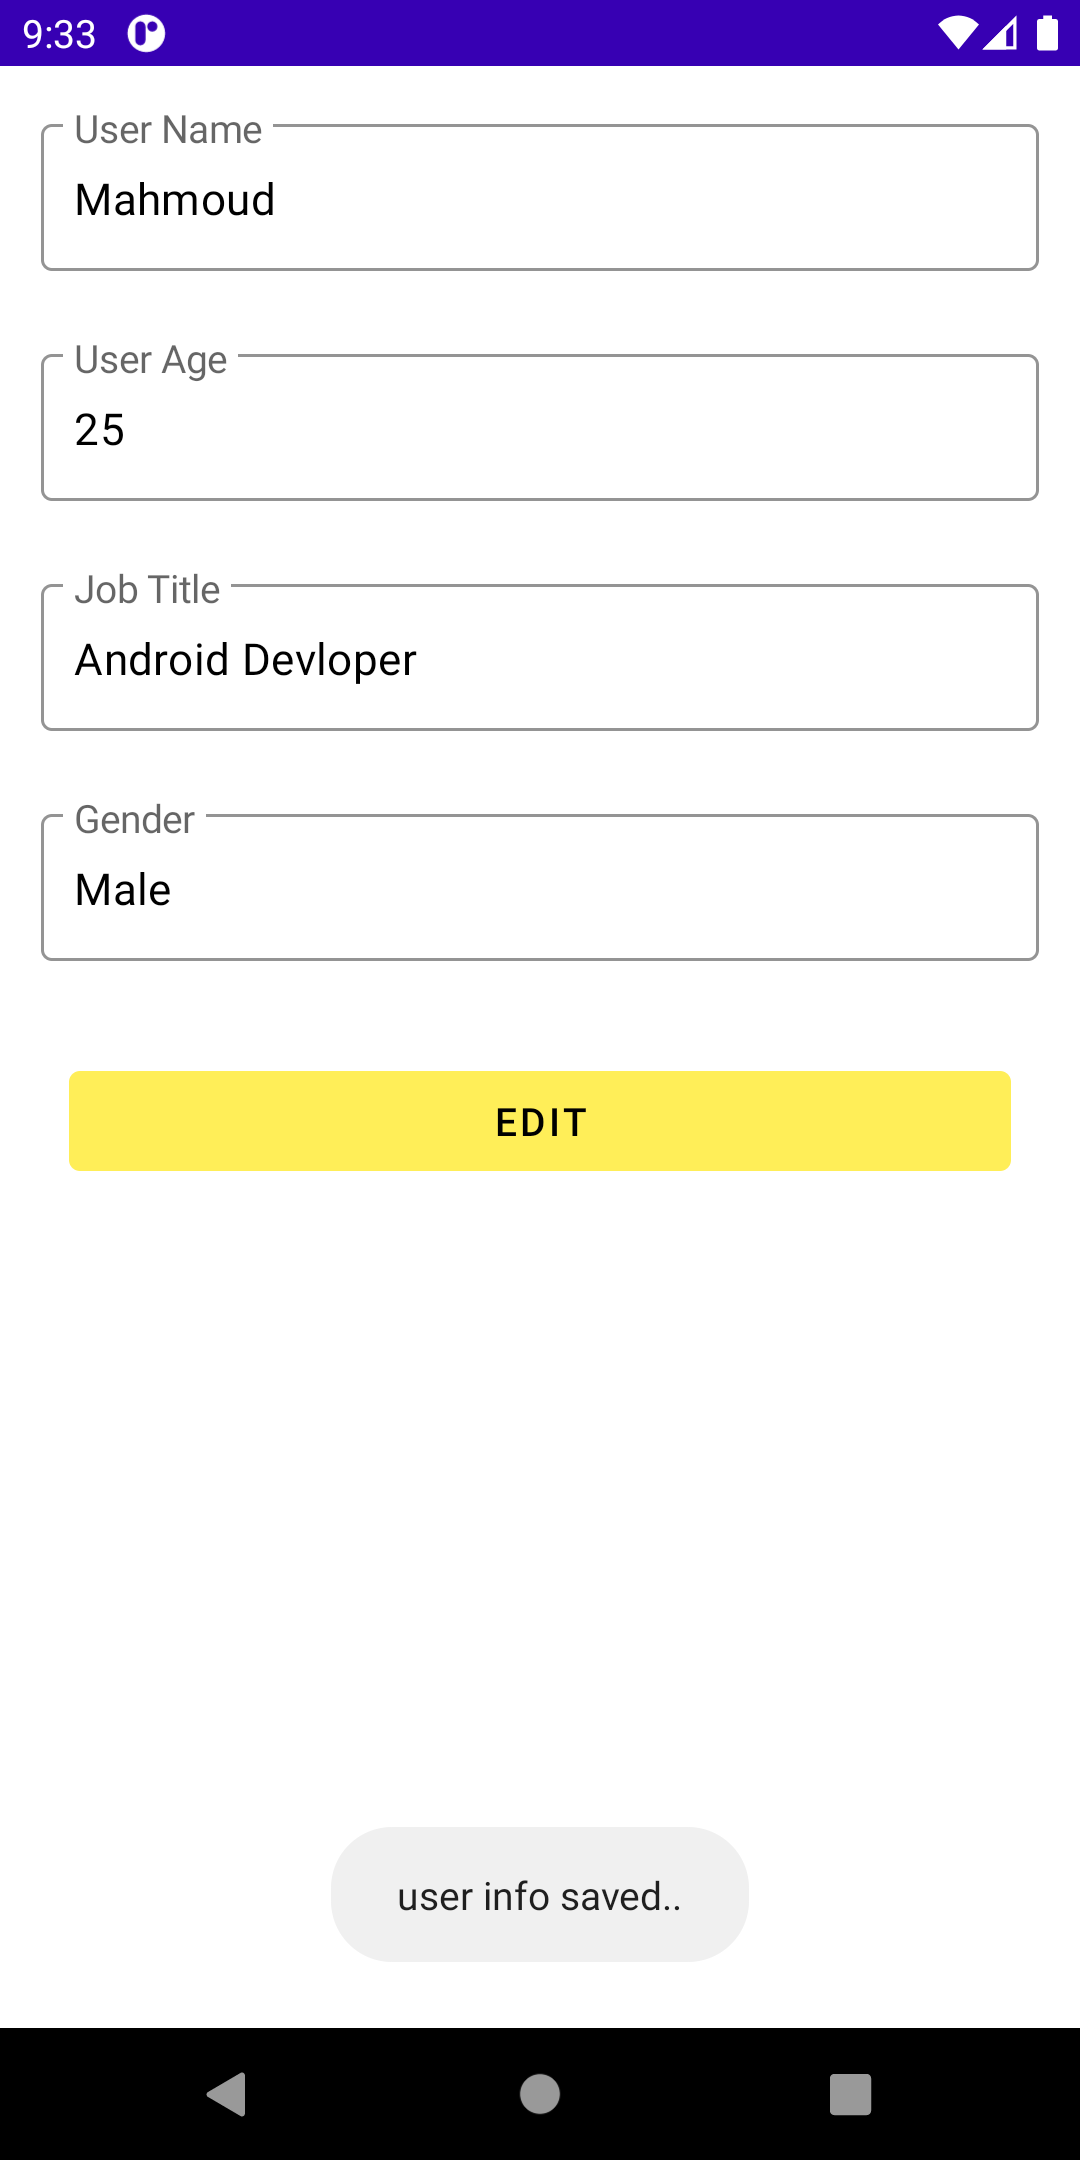 9:33
User Name
Mahmoud
User Age
25
Job Title
Android Devloper
Gender
Male
EDIT
user info saved..